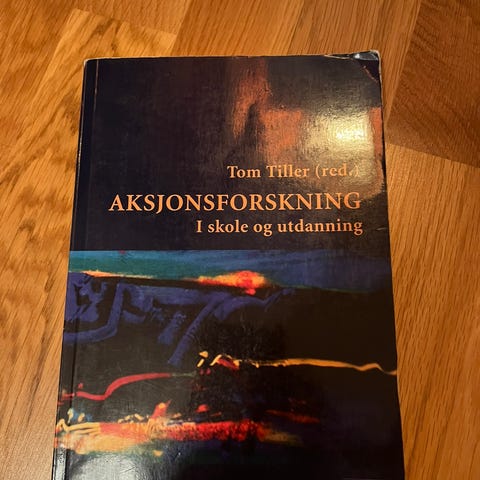 Tom Tiller (red.)
AKSJONSFORSKNING
I skole og utdanning